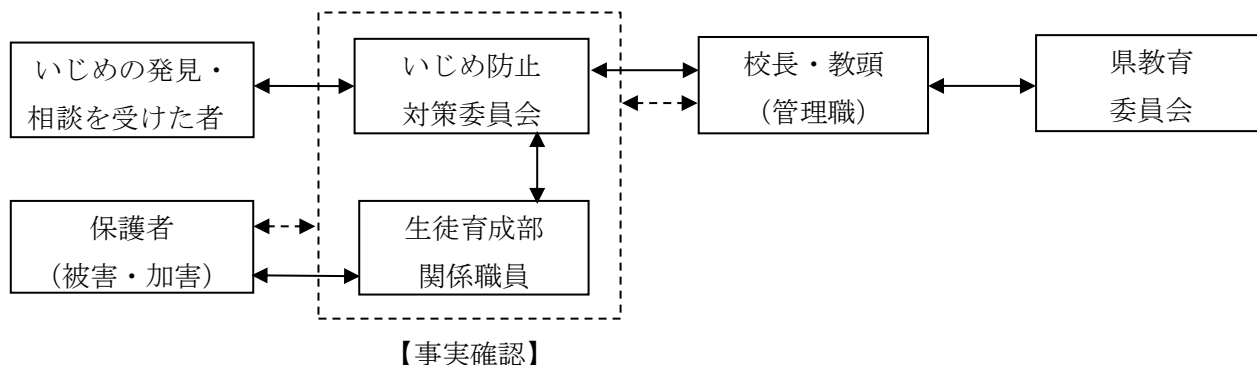 いじめの発見・
相談を受けた者
いじめ防止
対策委員会
校長・教頭
（管理職）
県教育
委員会
保護者
（被害・加害）
生徒育成部
関係職員
【事実確認】